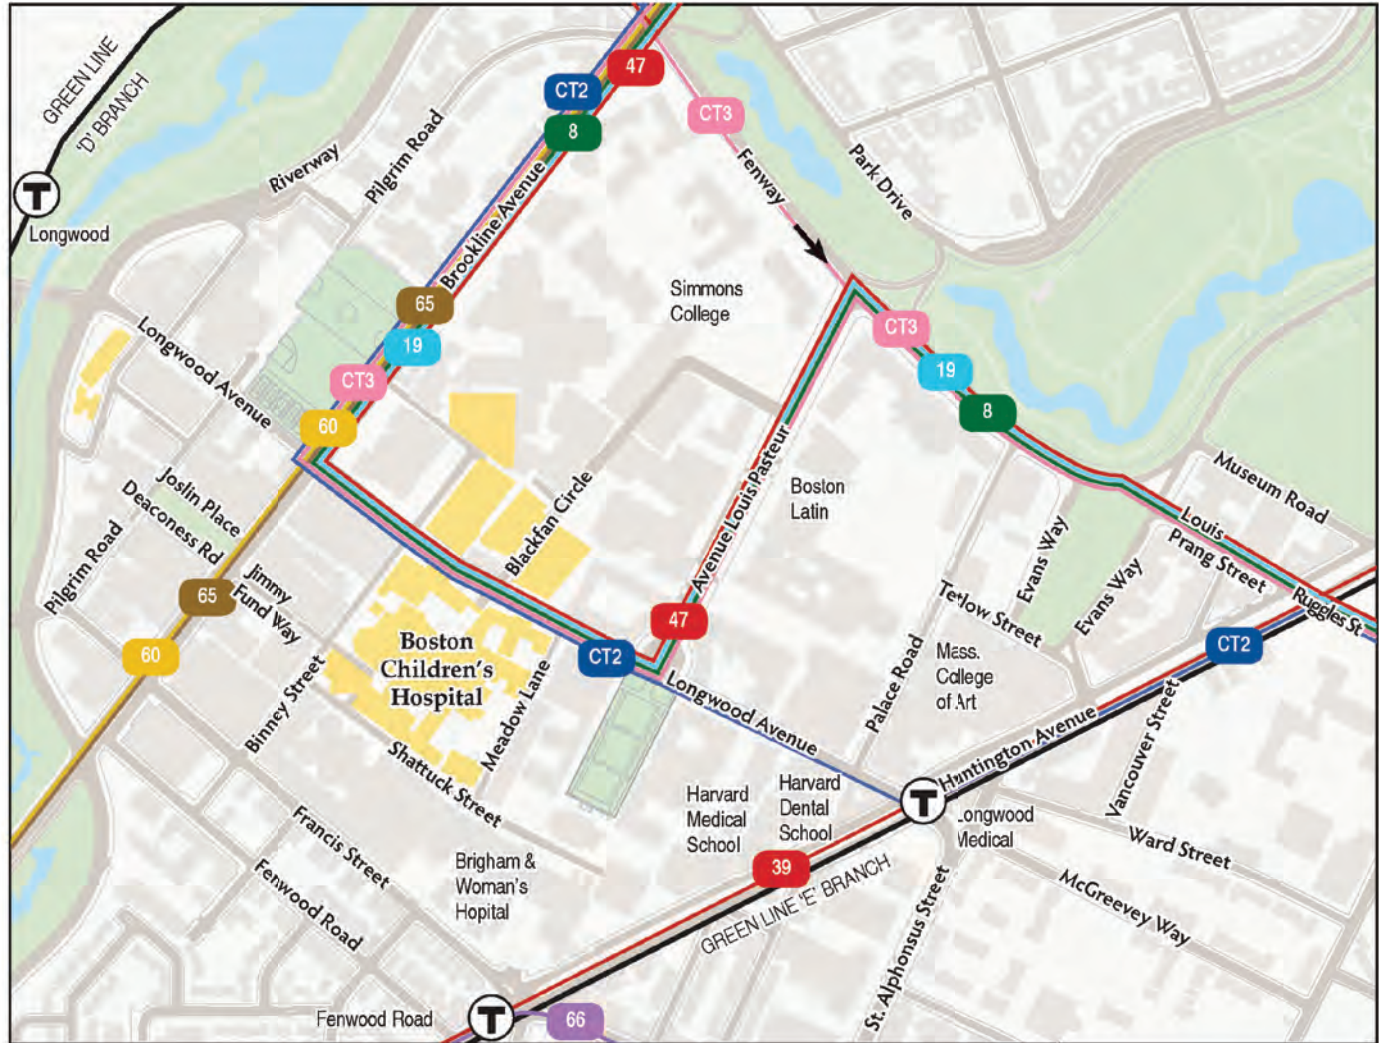 GREEN LINE
'D' BRANCH
T
Longwood
Riverway
Pilgrim Road
CT2
47
8
Brookline Avenue
CT3
Fenway
Park Drive
65
19
CT3
60
Longwood Avenue
Simmons
College
CT3
19
8
Joslin Place
Deaconess Rd
Pilgrim Road
Jimmy
Fund Way
65
60
Blackfan Circle
Avenue Louis Pasteur
Boston
Latin
Museum Road
Louis
Prang Street
Ruggles St
Evans Way
Evans Way
Tetlow Street
Boston
Children's
Hospital
47
CT2
CT2
Longwood Avenue
Palace Road
Mass.
College
of Art
Binney Street
Meadow Lane
Shattuck Street
Huntington Avenue
Vancouver Street
Harvard
Medical
School
Harvard
Dental
School
T
Longwood
Medical
Ward Street
McGreevey Way
Francis Street
Fenwood Road
Brigham &
Woman's
Hopital
39
GREEN LINE 'E' BRANCH
St. Alphonsus Street
Fenwood Road
T
66